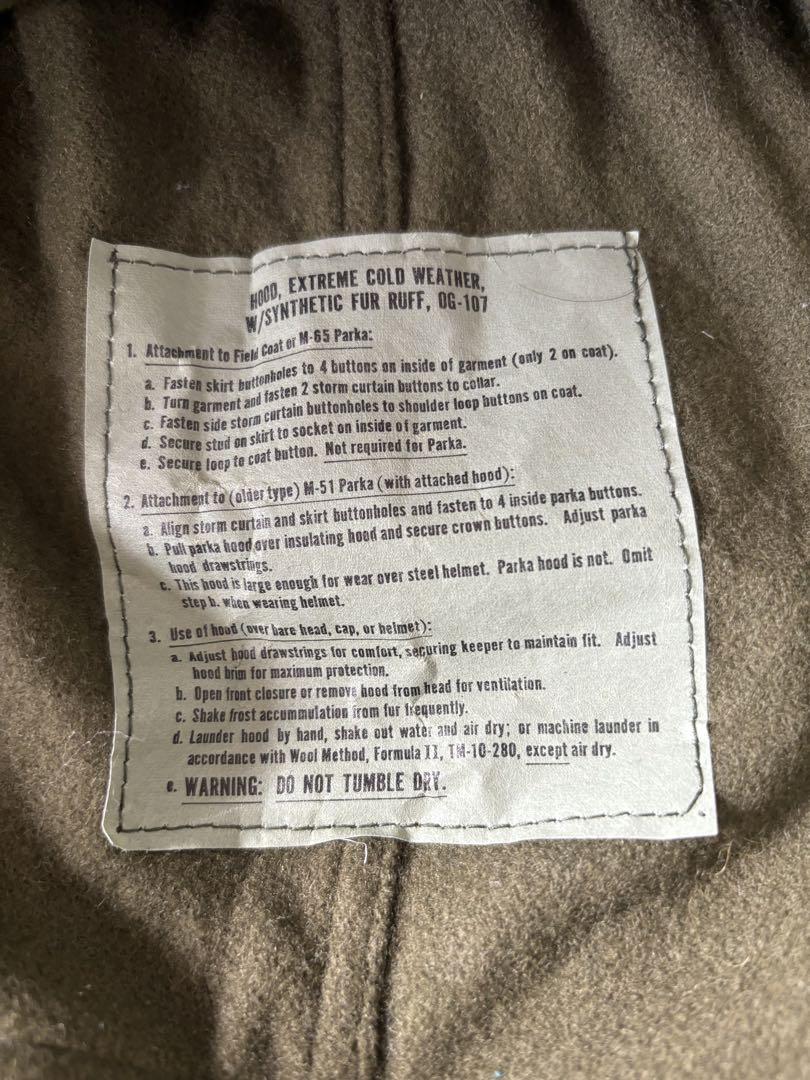 HOOD, EXTREME COLD WEATHER,
W/SYNTHETIC FUR RUFF, OG-107
1. Attachment to Field Coat or M-65 Parka:
a. Fasten skirt buttonholes to 4 buttons on inside of garment (only 2 on coat).
b. Turn garment and fasten 2 storm curtain buttons to collar.
c. Fasten side storm curtain buttonholes to shoulder loop buttons on coat.
d. Secure stud on skirt to socket on inside of garment.
e. Secure loop to coat button. Not required for Parka.
2. Attachment to (older type) M-51 Parka (with attached hood):
a. Align storm curtain and skirt buttonholes and fasten to 4 inside parka buttons.
b. Pull parka hood over insulating hood and secure crown buttons. Adjust parka
hood drawstrings.
c. This hood is large enough for wear over steel helmet. Parka hood is not. Omit
step b. when wearing helmet.
3. Use of hood (over bare head, cap, or helmet):
a. Adjust hood drawstrings for comfort, securing keeper to maintain fit. Adjust
hood brim for maximum protection.
b. Open front closure or remove hood from head for ventilation.
c. Shake frost accummulation from fur frequently.
d. Launder hood by hand, shake out water and air dry; or machine launder in
accordance with Wool Method, Formula II, TM-10-280, except air dry.
e. WARNING: DO NOT TUMBLE DRY.